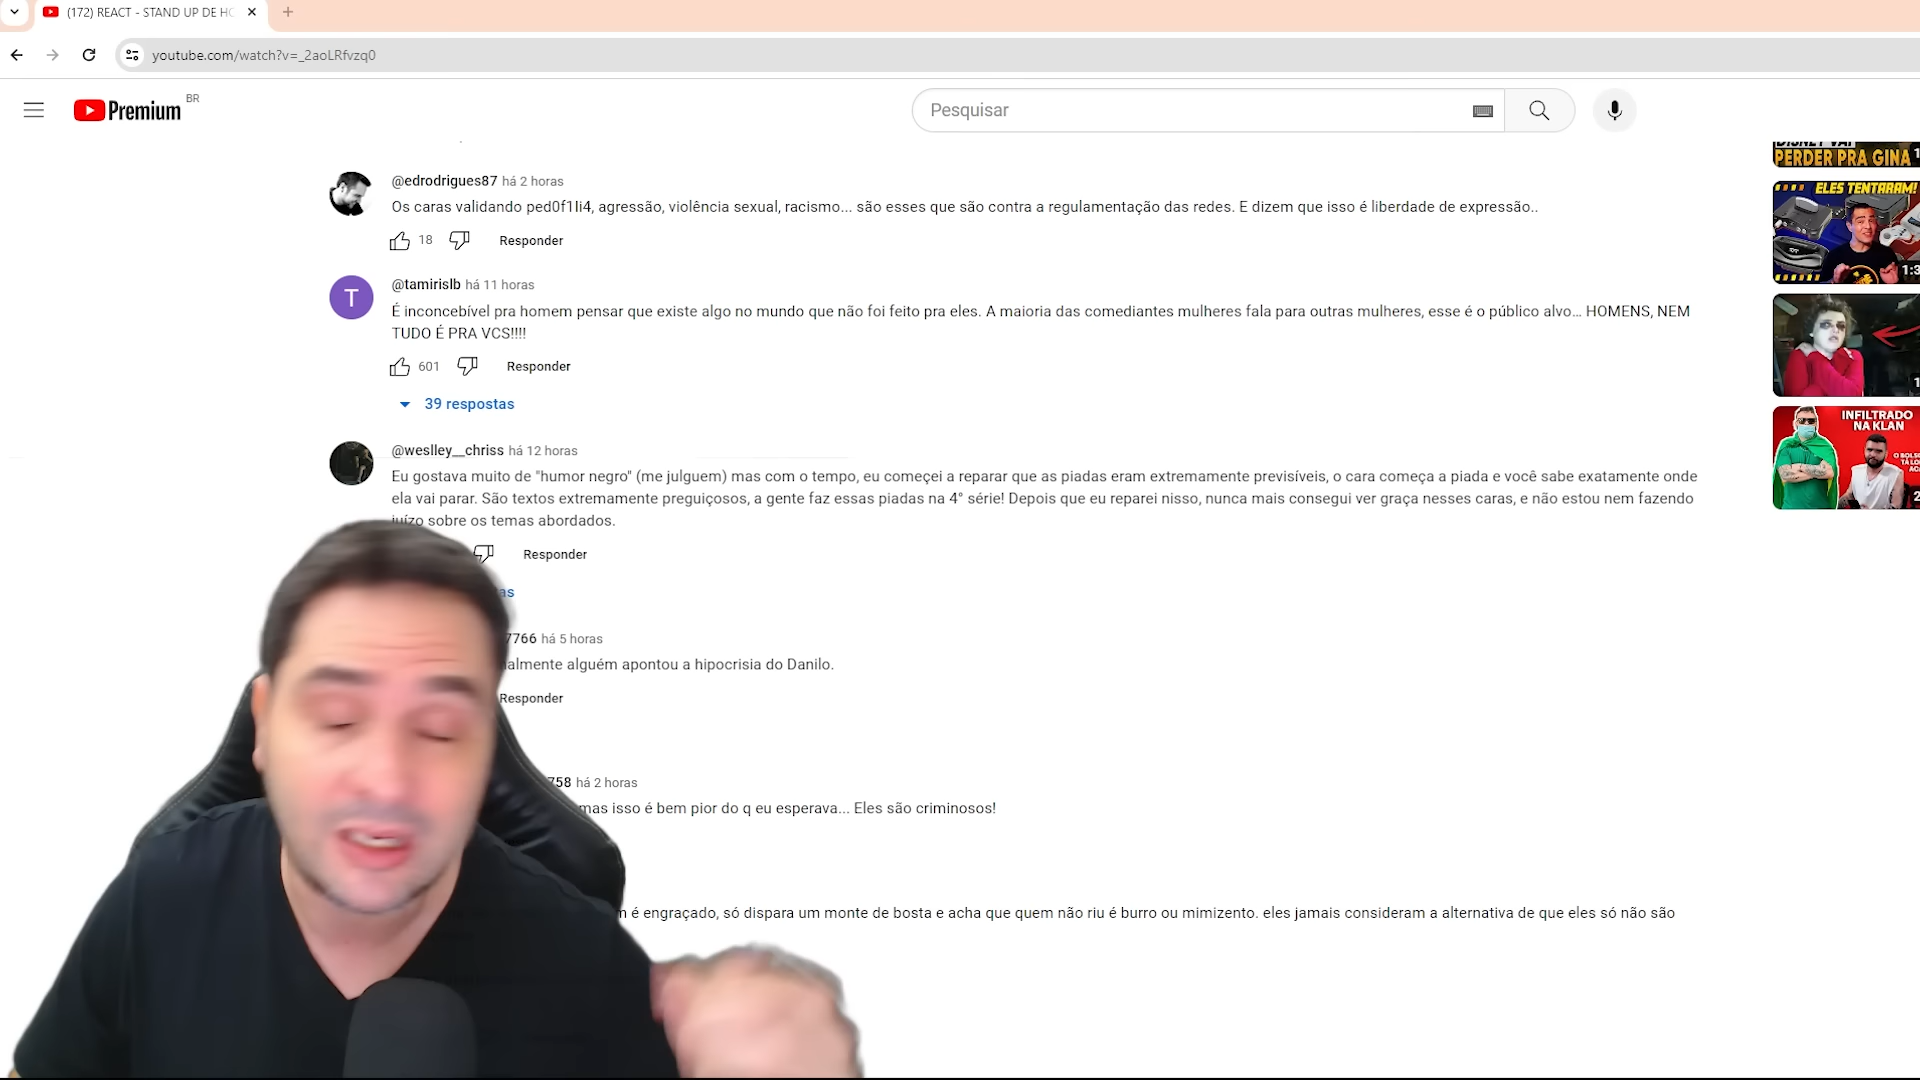 (172) REACT - STAND UP DE HO
youtube.com/watch?v=_2aoLRfvzq0
Premium
BR
Pesquisar
PERDER PRA GINA
ELES TENTARAM!
INFILTRADO
NA KLAN
@edrodrigues87 há 2 horas
Os caras validando ped0f1li4, agressão, violência sexual, racismo... são esses que são contra a regulamentação das redes. E dizem que isso é liberdade de expressão..
18
Responder
T
@tamirislb há 11 horas
É inconcebível pra homem pensar que existe algo no mundo que não foi feito pra eles. A maioria das comediantes mulheres fala para outras mulheres, esse é o público alvo... HOMENS, NEM
TUDO É PRA VCS!!!!
601
Responder
39 respostas
@weslley__chriss há 12 horas
Eu gostava muito de "humor negro" (me julguem) mas com o tempo, eu começei a reparar que as piadas eram extremamente previsíveis, o cara começa a piada e você sabe exatamente onde
ela vai parar. São textos extremamente preguiçosos, a gente faz essas piadas na 4° série! Depois que eu reparei nisso, nunca mais consegui ver graça nesses caras, e não estou nem fazendo
juízo sobre os temas abordados.
Responder
as
7766 há 5 horas
almente alguém apontou a hipocrisia do Danilo.
Responder
758 há 2 horas
mas isso é bem pior do q eu esperava... Eles são criminosos!
é engraçado, só dispara um monte de bosta e acha que quem não riu é burro ou mimizento. eles jamais consideram a alternativa de que eles só não são